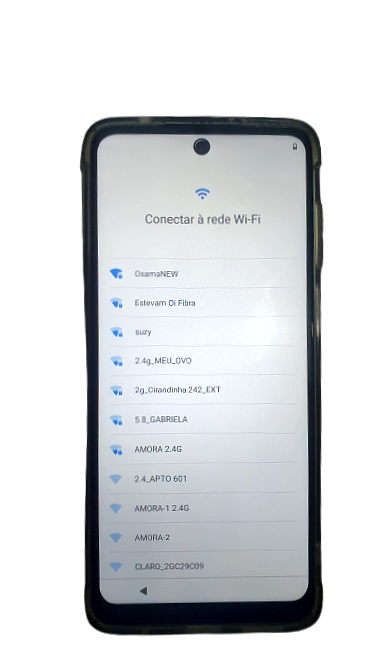 Conectar à rede Wi-Fi
OsamaNEW
Estevam Oi Fibra
suzy
2.4g_MEU_OVO
2g_Cirandinha 242_EXT
5.8_GABRIELA
AMORA 2.4G
2.4_APTO 601
AMORA-1 2.4G
AMORA-2
CLARO_2GC29C09